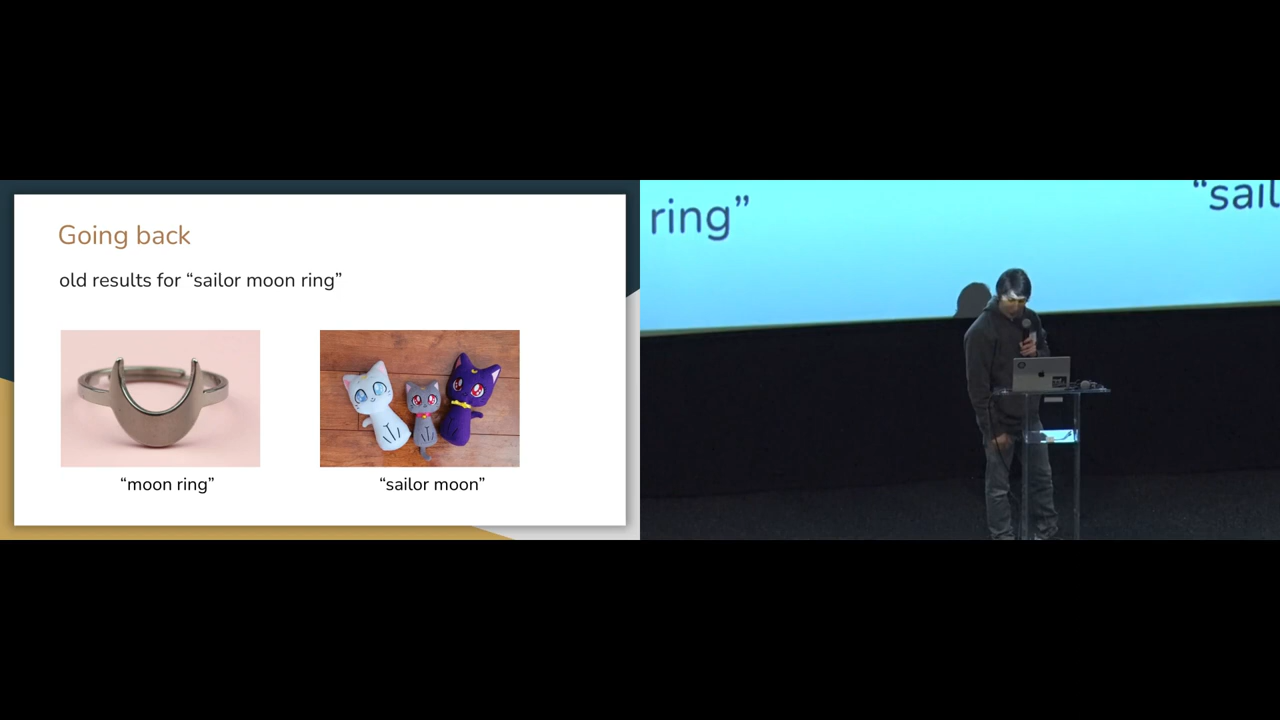 Going back
old results for “sailor moon ring”
“moon ring”
“sailor moon”
ring”
“sail